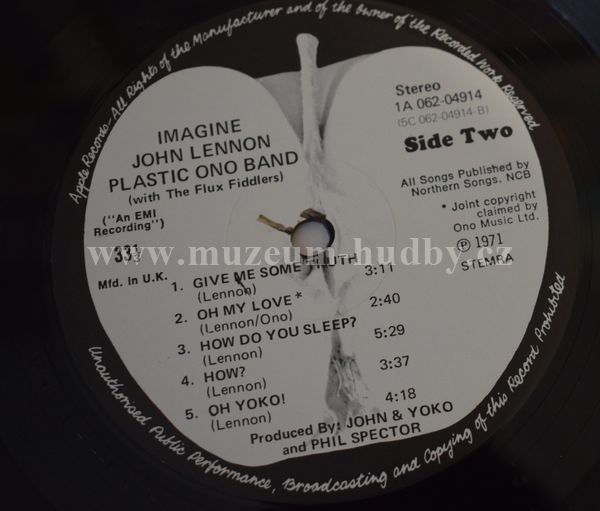 Apple Records - All Rights of the Manufacturer and of the Owner of the Recorded Work Reserved
IMAGINE
JOHN LENNON
PLASTIC ONO BAND
(with The Flux Fiddlers)
("An EMI
Recording")
33⅓
Mfd. in U.K.
Stereo
1A 062-04914
(5C 062-04914-B)
Side Two
All Songs Published by
Northern Songs, NCB
* Joint copyright
claimed by
Ono Music Ltd.
Ⓟ 1971
STEMRA
www.muzeum-hudby.cz
1. GIVE ME SOME TRUTH 3:11
(Lennon)
2. OH MY LOVE * 2:40
(Lennon/Ono)
3. HOW DO YOU SLEEP? 5:29
(Lennon)
4. HOW? 3:37
(Lennon)
5. OH YOKO! 4:18
(Lennon)
Produced By: JOHN & YOKO
and PHIL SPECTOR
Unauthorised Public Performance, Broadcasting and Copying of this Record Prohibited